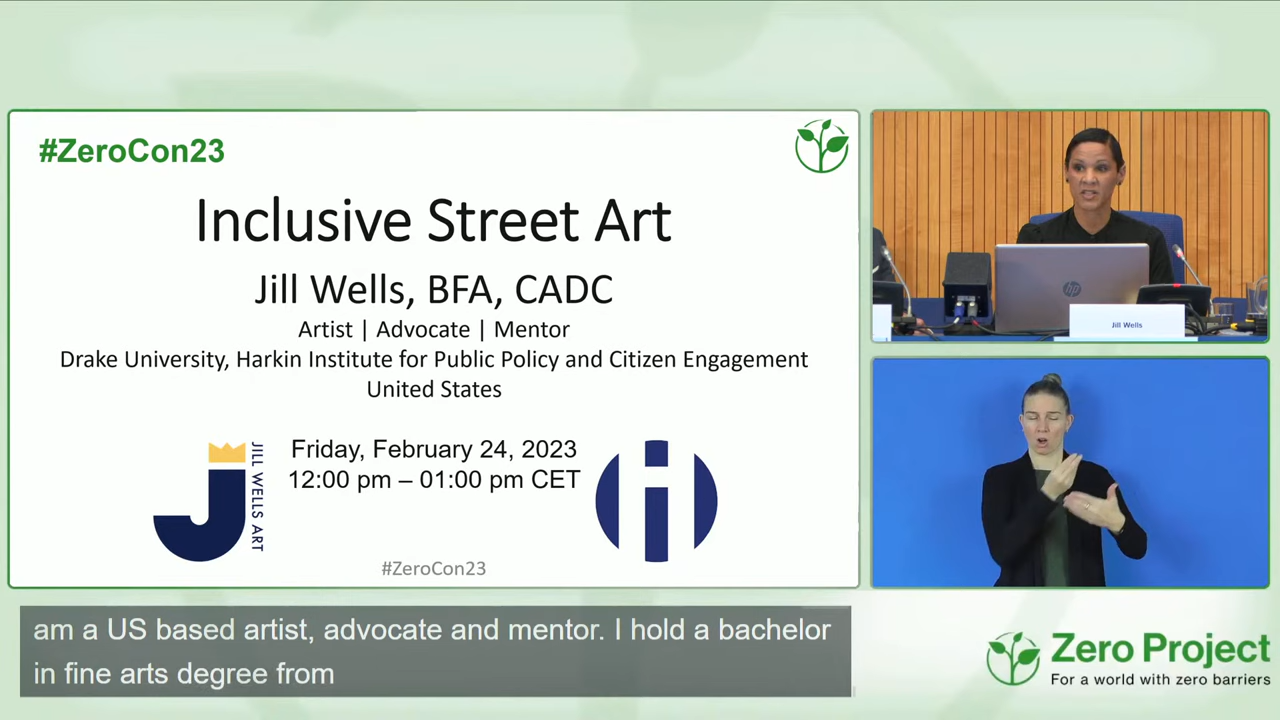 #ZeroCon23
Inclusive Street Art
Jill Wells, BFA, CADC
Artist | Advocate | Mentor
Drake University, Harkin Institute for Public Policy and Citizen Engagement
United States
Friday, February 24, 2023
12:00 pm – 01:00 pm CET
JILL WELLS ART
#ZeroCon23
hp
Jill Wells
am a US based artist, advocate and mentor. I hold a bachelor
in fine arts degree from
Zero Project
For a world with zero barriers